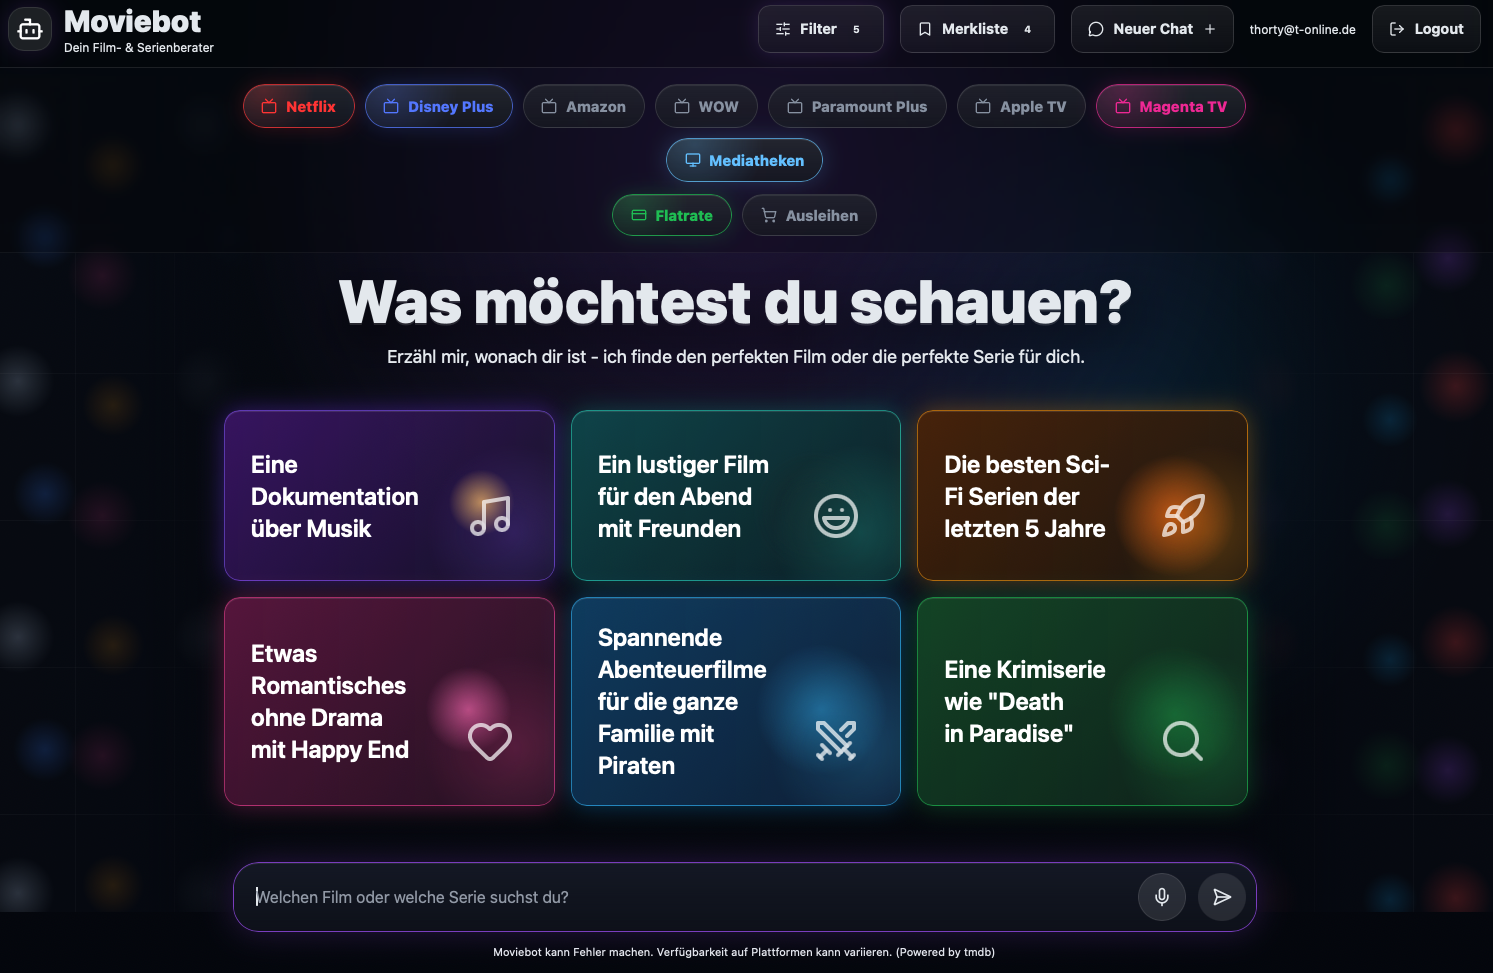 Moviebot
Dein Film- & Serienberater
Filter 5
Merkliste 4
Neuer Chat +
thorty@t-online.de
Logout
Netflix
Disney Plus
Amazon
WOW
Paramount Plus
Apple TV
Magenta TV
Mediatheken
Flatrate
Ausleihen
Was möchtest du schauen?
Erzähl mir, wonach dir ist - ich finde den perfekten Film oder die perfekte Serie für dich.
Eine
Dokumentation
über Musik
Ein lustiger Film
für den Abend
mit Freunden
Die besten Sci-
Fi Serien der
letzten 5 Jahre
Etwas
Romantisches
ohne Drama
mit Happy End
Spannende
Abenteuerfilme
für die ganze
Familie mit
Piraten
Eine Krimiserie
wie "Death
in Paradise"
Welchen Film oder welche Serie suchst du?
Moviebot kann Fehler machen. Verfügbarkeit auf Plattformen kann variieren. (Powered by tmdb)